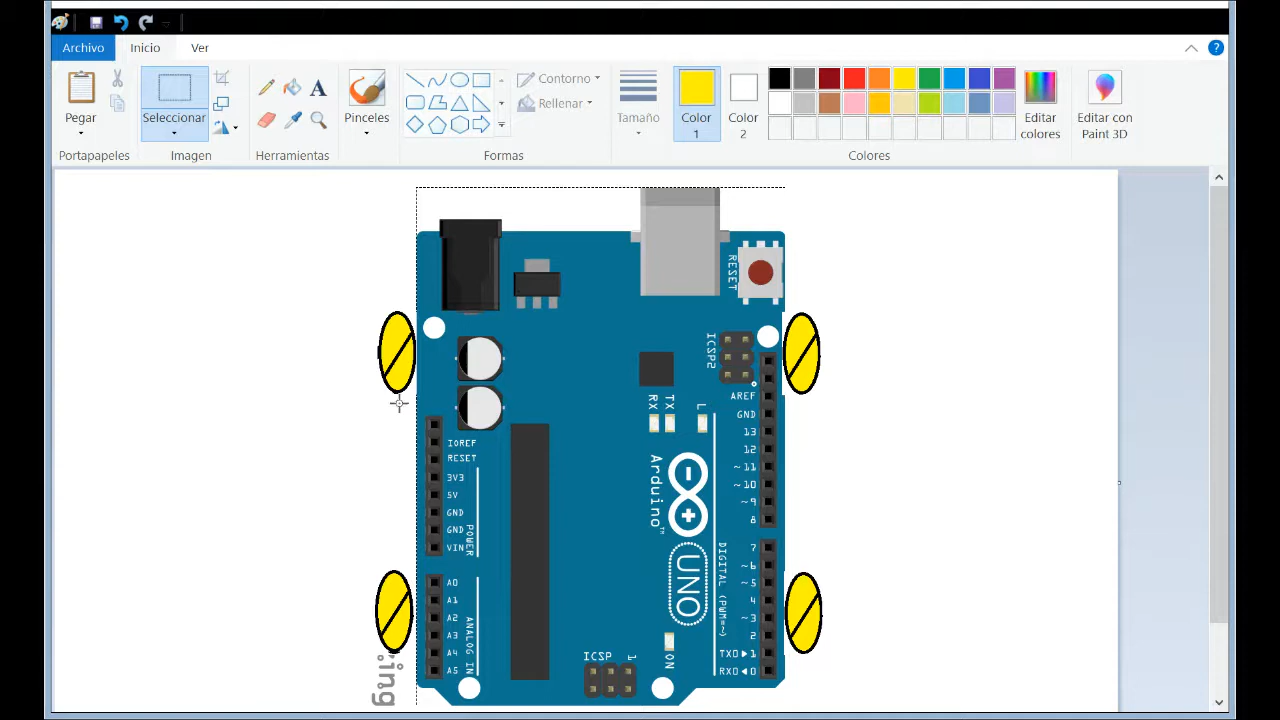 Archivo Inicio Ver
Pegar
Seleccionar
Pinceles
Contorno
Rellenar
Tamaño
Color 1
Color 2
Editar colores
Editar con Paint 3D
Portapapeles
Imagen
Herramientas
Formas
Colores
RESET
ICSP2
RX
TX
L
AREF
GND
13
12
~11
~10
~9
8
7
~6
~5
4
~3
2
TX0▶1
RX0◀0
IOREF
RESET
3V3
5V
GND
GND
VIN
POWER
A0
A1
A2
A3
A4
A5
ANALOG IN
Arduino™
UNO
DIGITAL (PWM=~)
ON
ICSP
1
ing